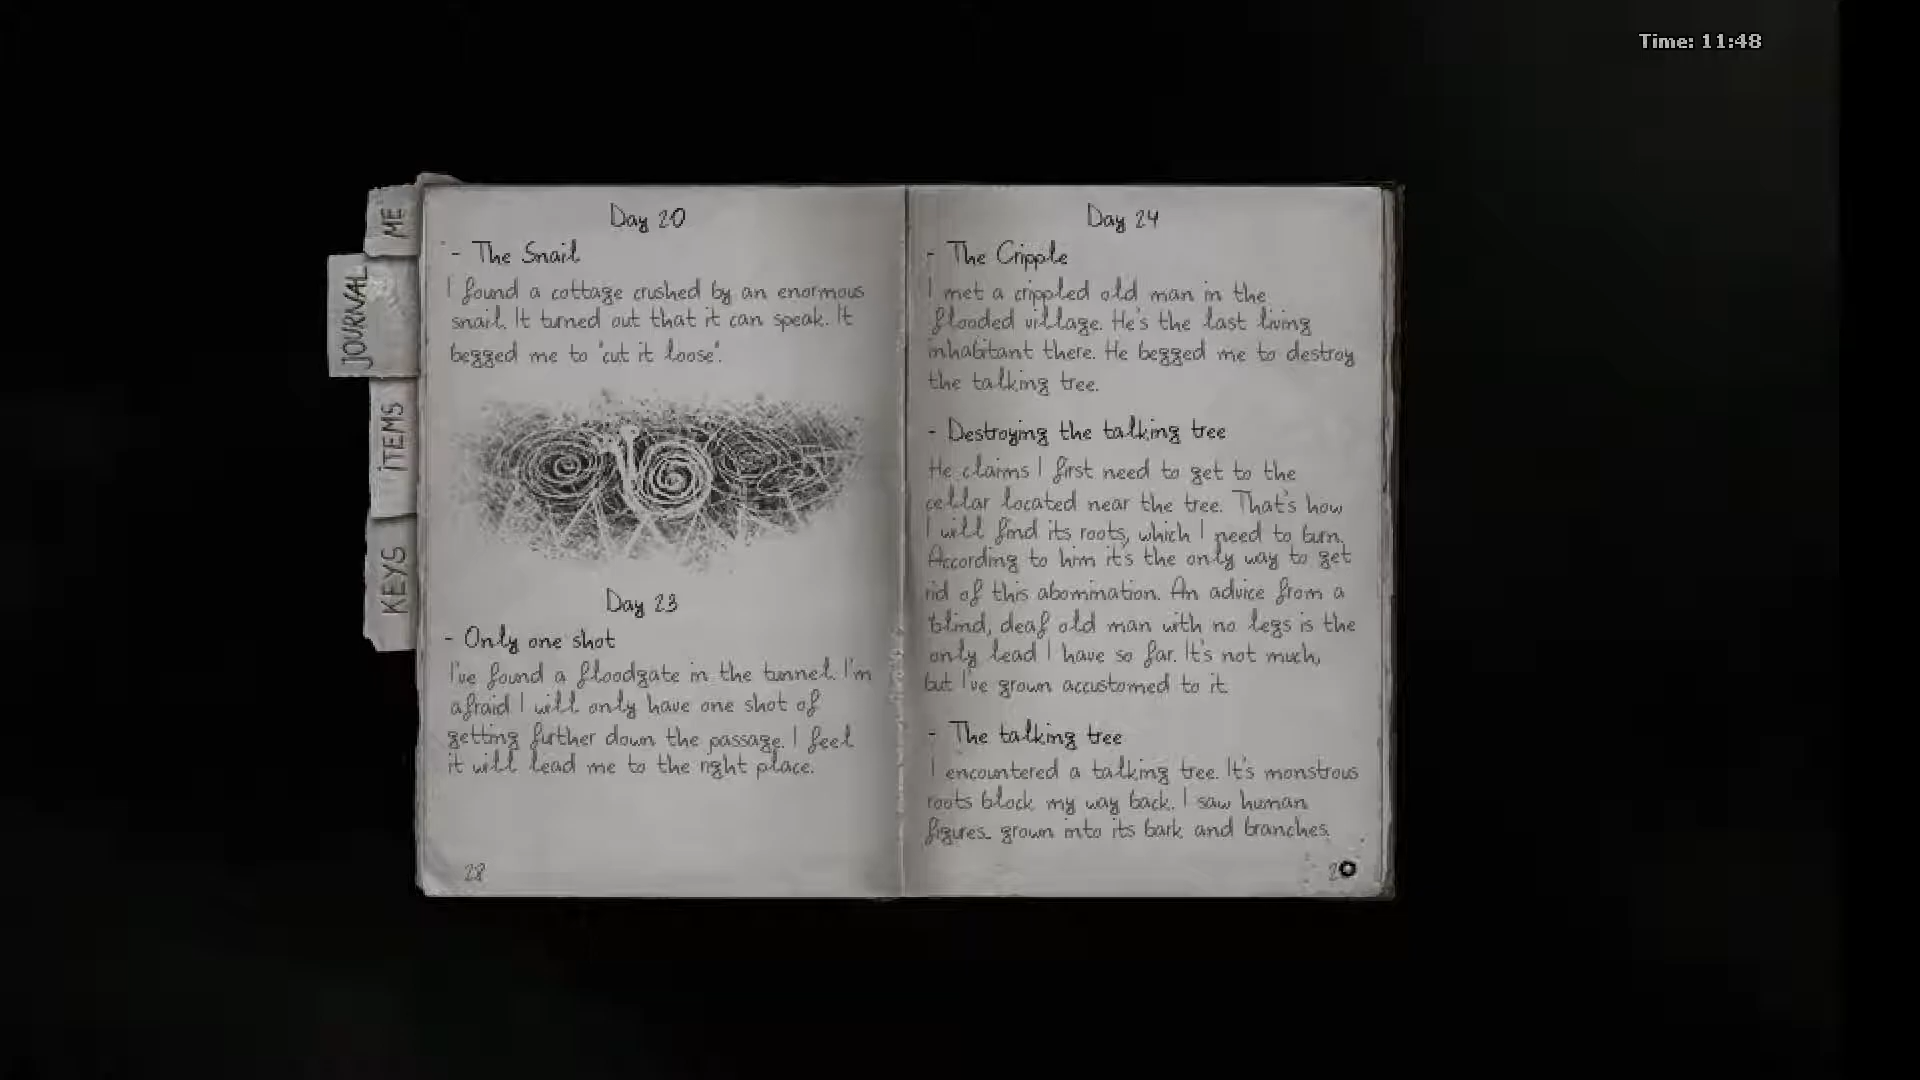 Time: 11:48
ME
JOURNAL
ITEMS
KEYS
Day 20
- The Snail
I found a cottage crushed by an enormous
snail. It turned out that it can speak. It
begged me to 'cut it loose'.
Day 23
- Only one shot
I've found a floodgate in the tunnel. I'm
afraid I will only have one shot of
getting further down the passage. I feel
it will lead me to the right place.
28
Day 24
- The Cripple
I met a crippled old man in the
flooded village. He's the last living
inhabitant there. He begged me to destroy
the talking tree.
- Destroying the talking tree
He claims I first need to get to the
cellar located near the tree. That's how
I will find its roots, which I need to burn.
According to him it's the only way to get
rid of this abomination. An advice from a
blind, deaf old man with no legs is the
only lead I have so far. It's not much,
but I've grown accustomed to it.
- The talking tree
I encountered a talking tree. It's monstrous
roots block my way back. I saw human
figures grown into its bark and branches.